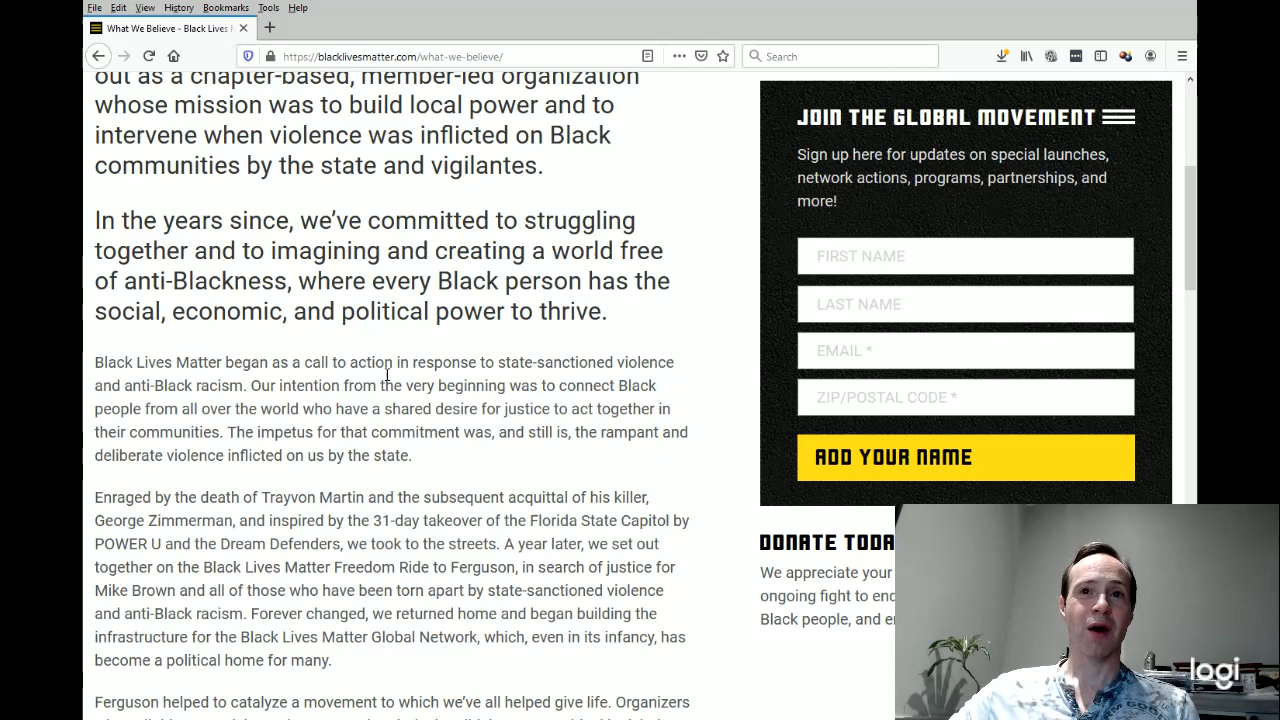 File Edit View History Bookmarks Tools Help
What We Believe - Black Lives
https://blacklivesmatter.com/what-we-believe/
Search
out as a chapter-based, member-led organization
whose mission was to build local power and to
intervene when violence was inflicted on Black
communities by the state and vigilantes.
In the years since, we've committed to struggling
together and to imagining and creating a world free
of anti-Blackness, where every Black person has the
social, economic, and political power to thrive.
Black Lives Matter began as a call to action in response to state-sanctioned violence
and anti-Black racism. Our intention from the very beginning was to connect Black
people from all over the world who have a shared desire for justice to act together in
their communities. The impetus for that commitment was, and still is, the rampant and
deliberate violence inflicted on us by the state.
Enraged by the death of Trayvon Martin and the subsequent acquittal of his killer,
George Zimmerman, and inspired by the 31-day takeover of the Florida State Capitol by
POWER U and the Dream Defenders, we took to the streets. A year later, we set out
together on the Black Lives Matter Freedom Ride to Ferguson, in search of justice for
Mike Brown and all of those who have been torn apart by state-sanctioned violence
and anti-Black racism. Forever changed, we returned home and began building the
infrastructure for the Black Lives Matter Global Network, which, even in its infancy, has
become a political home for many.
Ferguson helped to catalyze a movement to which we've all helped give life. Organizers
JOIN THE GLOBAL MOVEMENT
Sign up here for updates on special launches,
network actions, programs, partnerships, and
more!
FIRST NAME
LAST NAME
EMAIL *
ZIP/POSTAL CODE *
ADD YOUR NAME
DONATE TODA
We appreciate your
ongoing fight to enc
Black people, and en
logi